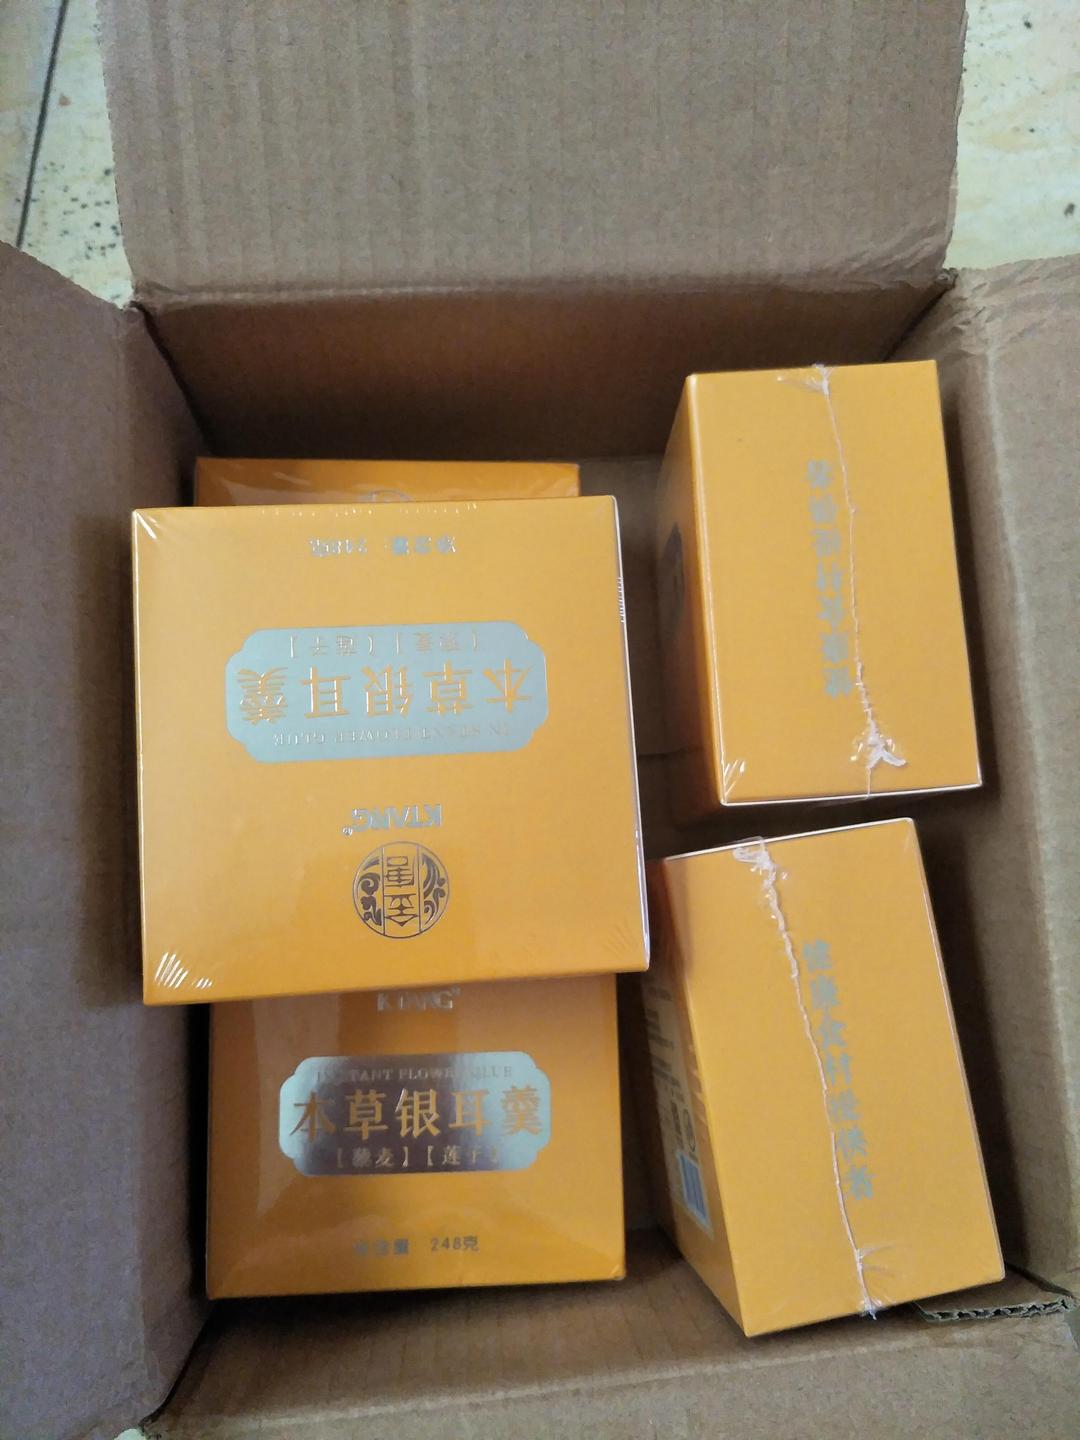 净含量：248克
【藜麦】【莲子】
本草银耳羹
INSTANT FLOWER GLUE
KTANG®
KTANG®
INSTANT FLOWER GLUE
本草银耳羹
【藜麦】【莲子】
净含量 248克
健康食材提供者
健康食材提供者